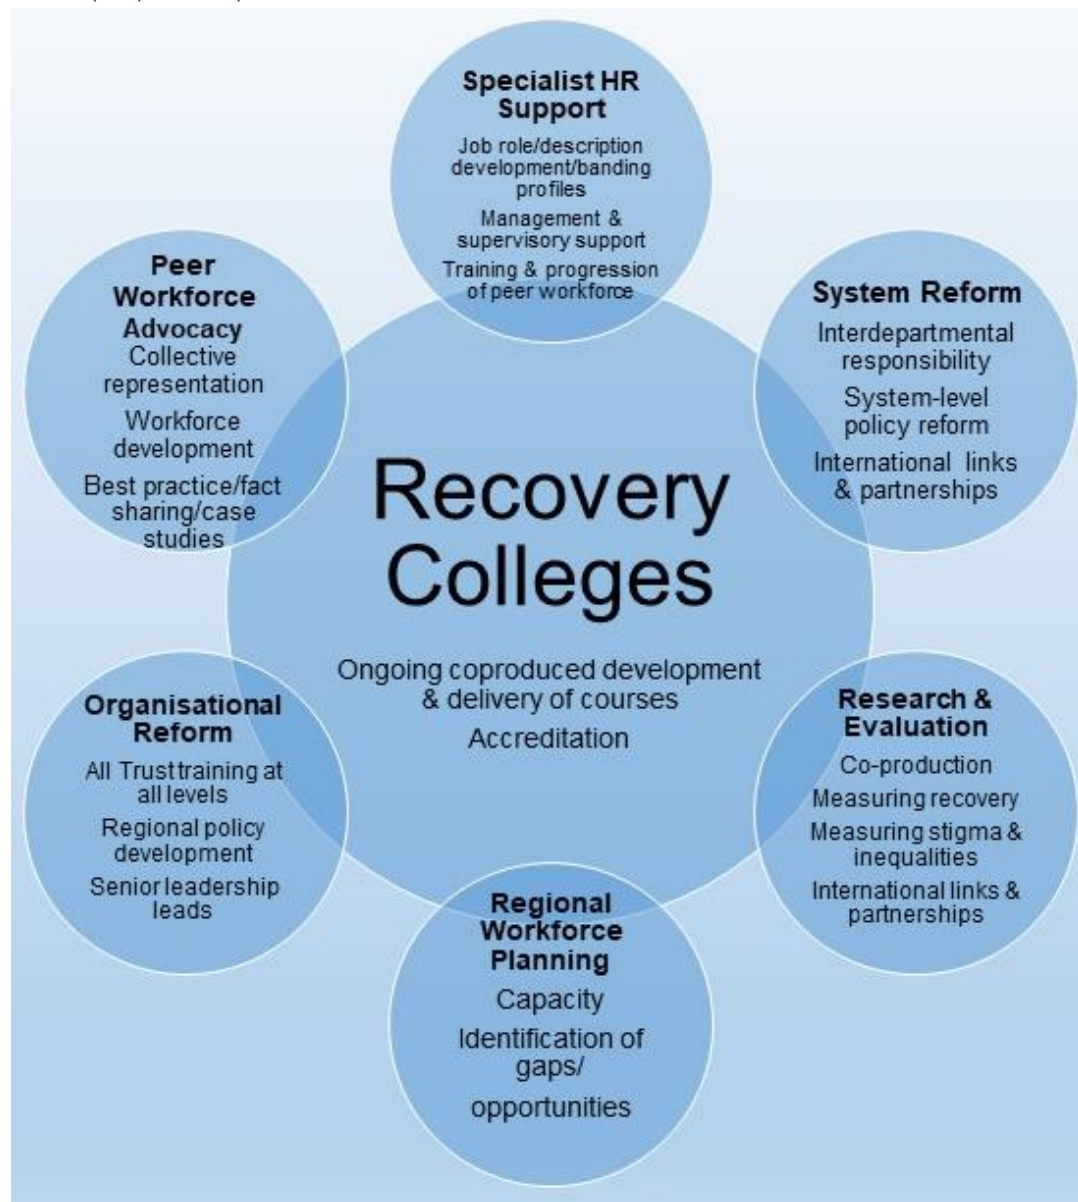 Specialist HR
Support
Job role/description
development/banding
profiles
Management &
supervisory support
Training & progression
of peer workforce
Peer
Workforce
Advocacy
Collective
representation
Workforce
development
Best practice/fact
sharing/case
studies
System Reform
Interdepartmental
responsibility
System-level
policy reform
International links
& partnerships
Recovery
Colleges
Ongoing coproduced development
& delivery of courses
Accreditation
Organisational
Reform
All Trust training at
all levels
Regional policy
development
Senior leadership
leads
Research &
Evaluation
Co-production
Measuring recovery
Measuring stigma &
inequalities
International links &
partnerships
Regional
Workforce
Planning
Capacity
Identification of
gaps/
opportunities